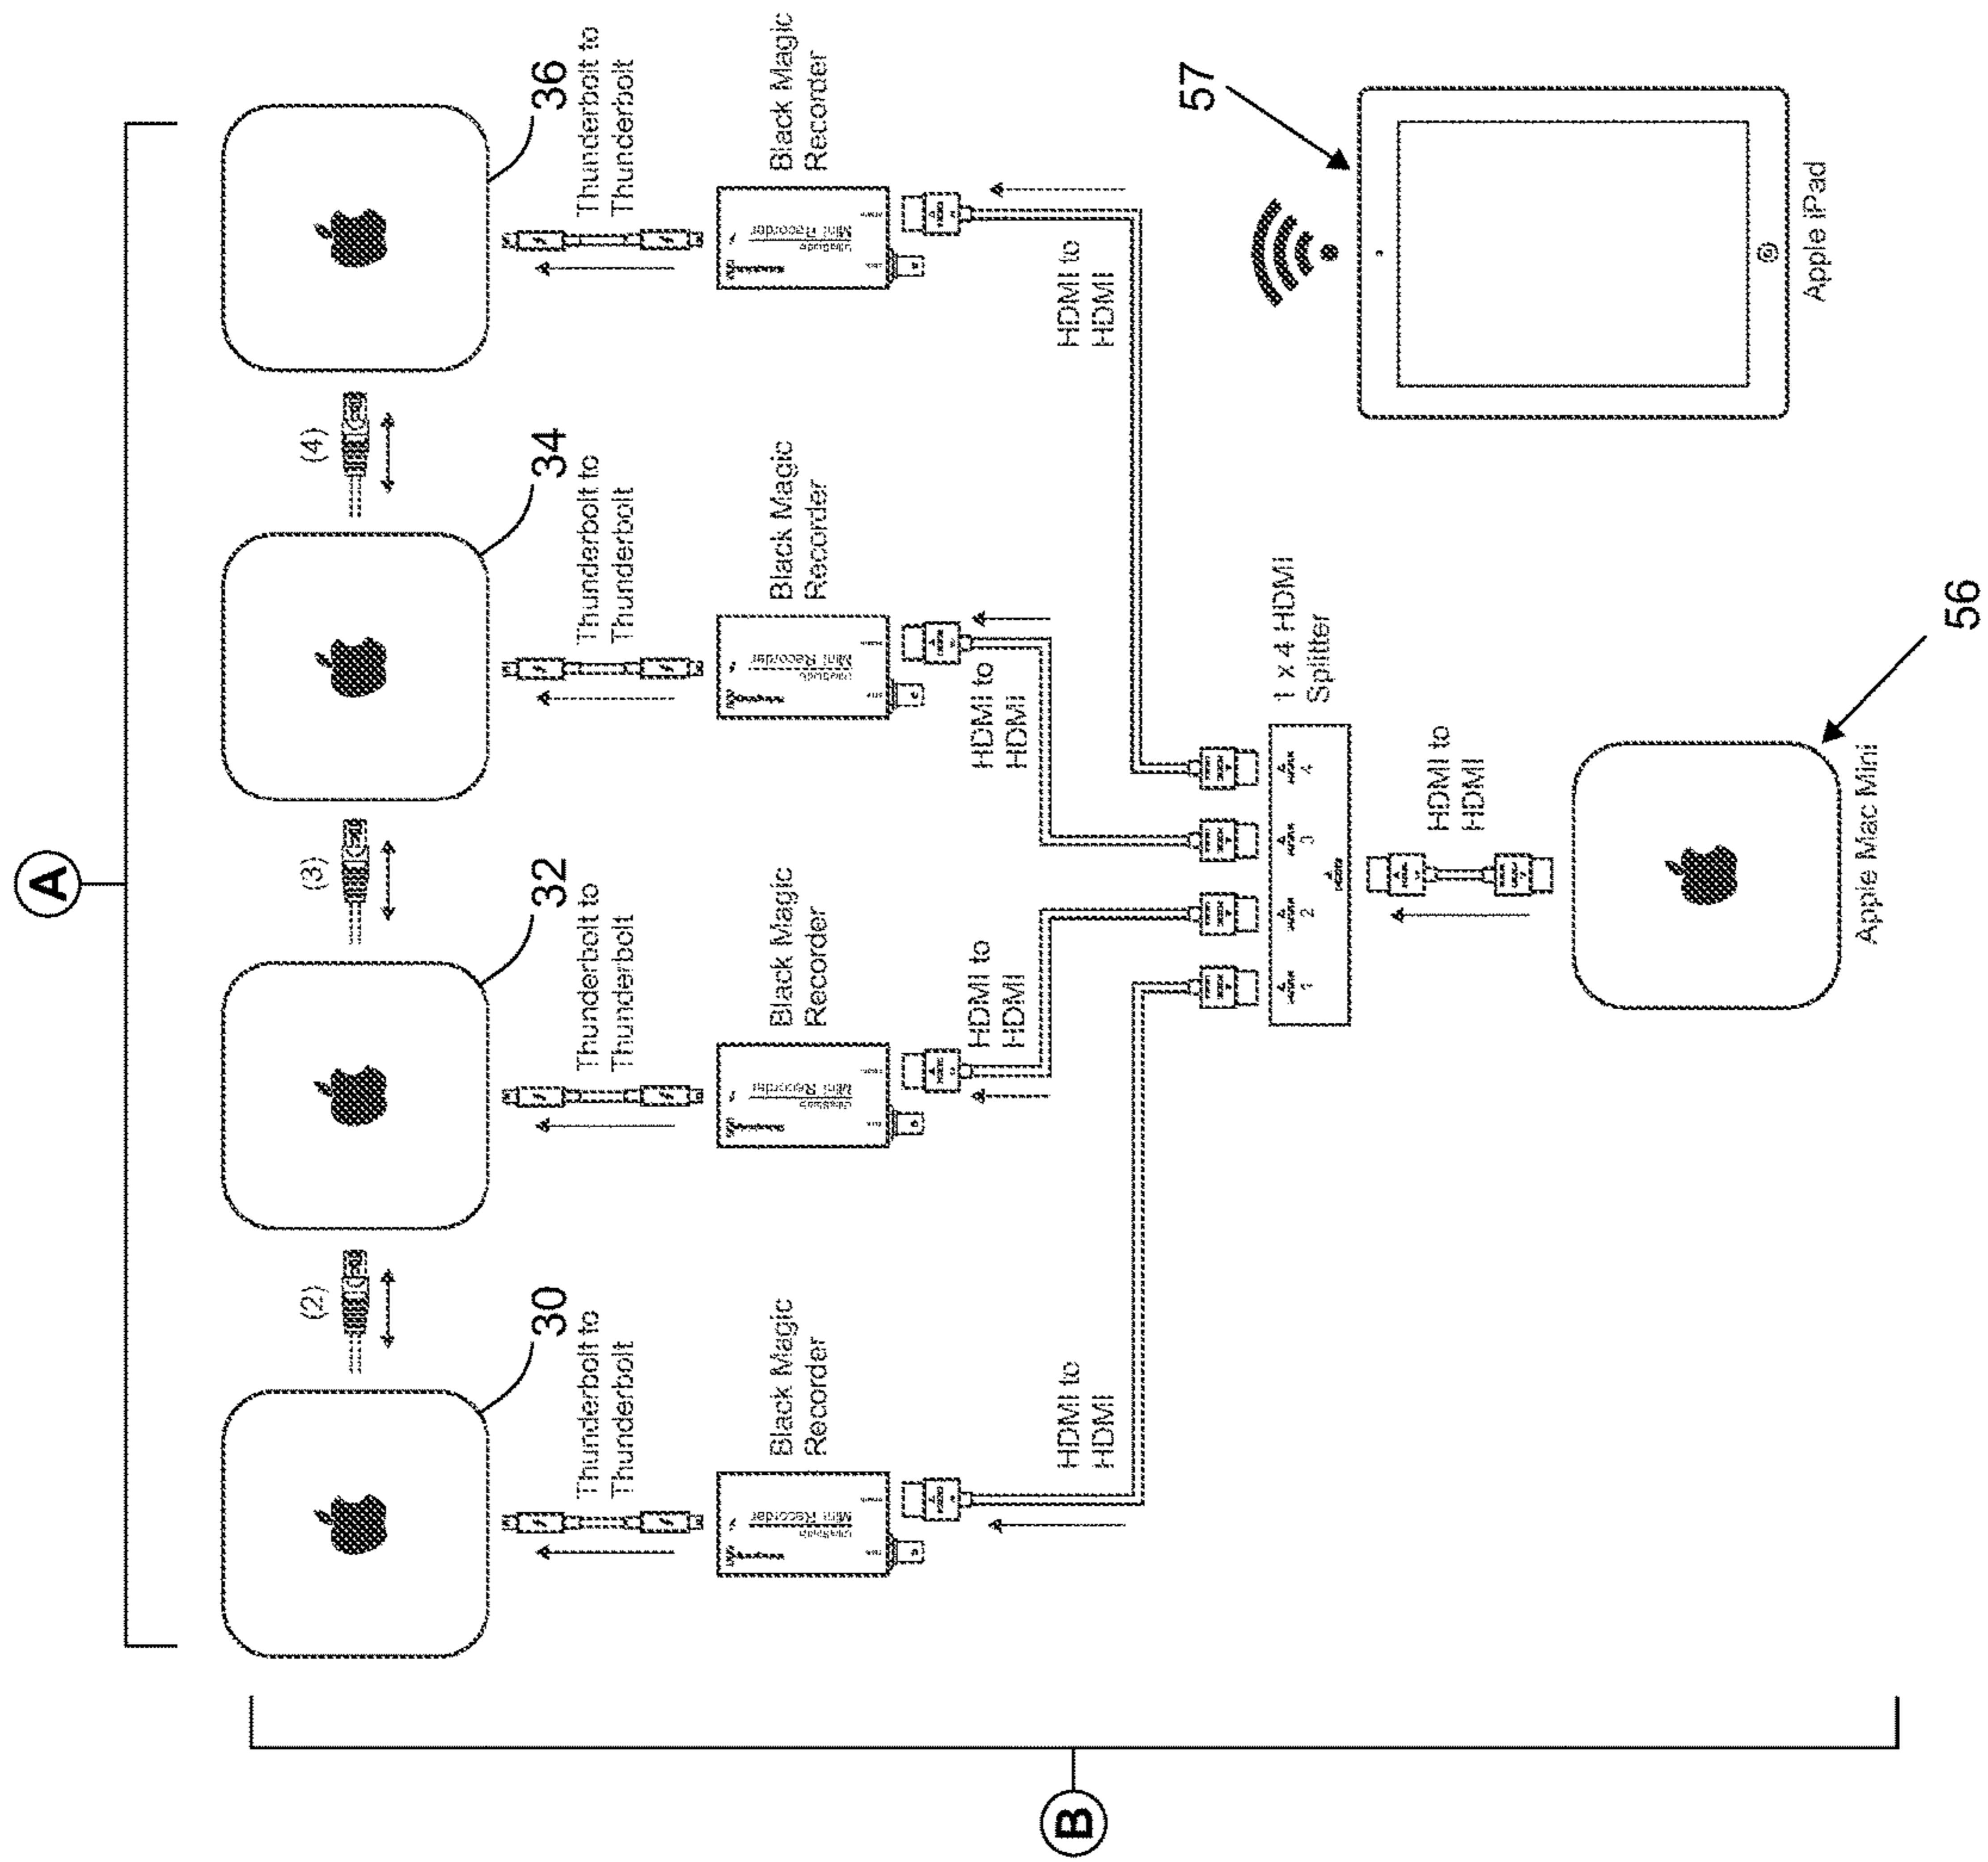 A
(2)
(3)
(4)
30
32
34
36
Thunderbolt to
Thunderbolt
Thunderbolt to
Thunderbolt
Thunderbolt to
Thunderbolt
Thunderbolt to
Thunderbolt
Mini Recorder
Black Magic
Recorder
Mini Recorder
Black Magic
Recorder
Mini Recorder
Black Magic
Recorder
Mini Recorder
Black Magic
Recorder
B
HDMI to
HDMI
HDMI to
HDMI
HDMI to
HDMI
HDMI to
HDMI
57
1 x 4 HDMI
Splitter
1
2
3
4
HDMI to
HDMI
Apple iPad
Apple Mac Mini
56